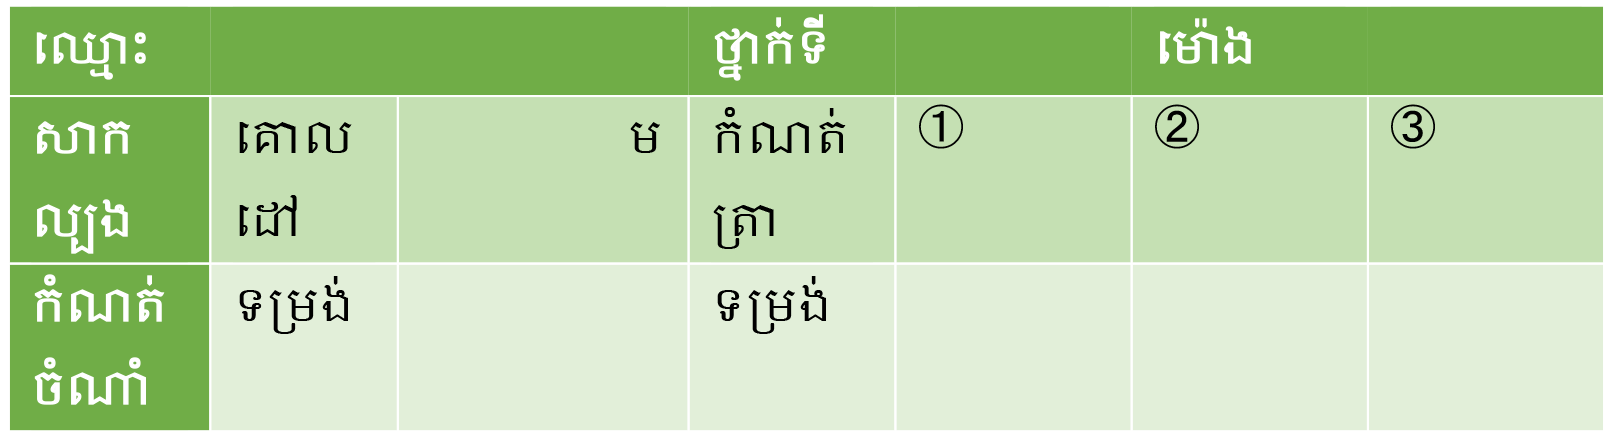 ឈ្មោះ ថ្នាក់ទី ម៉ោង
សាក គោល ម កំណត់ ① ② ③
ល្បង ដៅ ត្រា
កំណត់ ទម្រង់ ទម្រង់
ចំណាំ